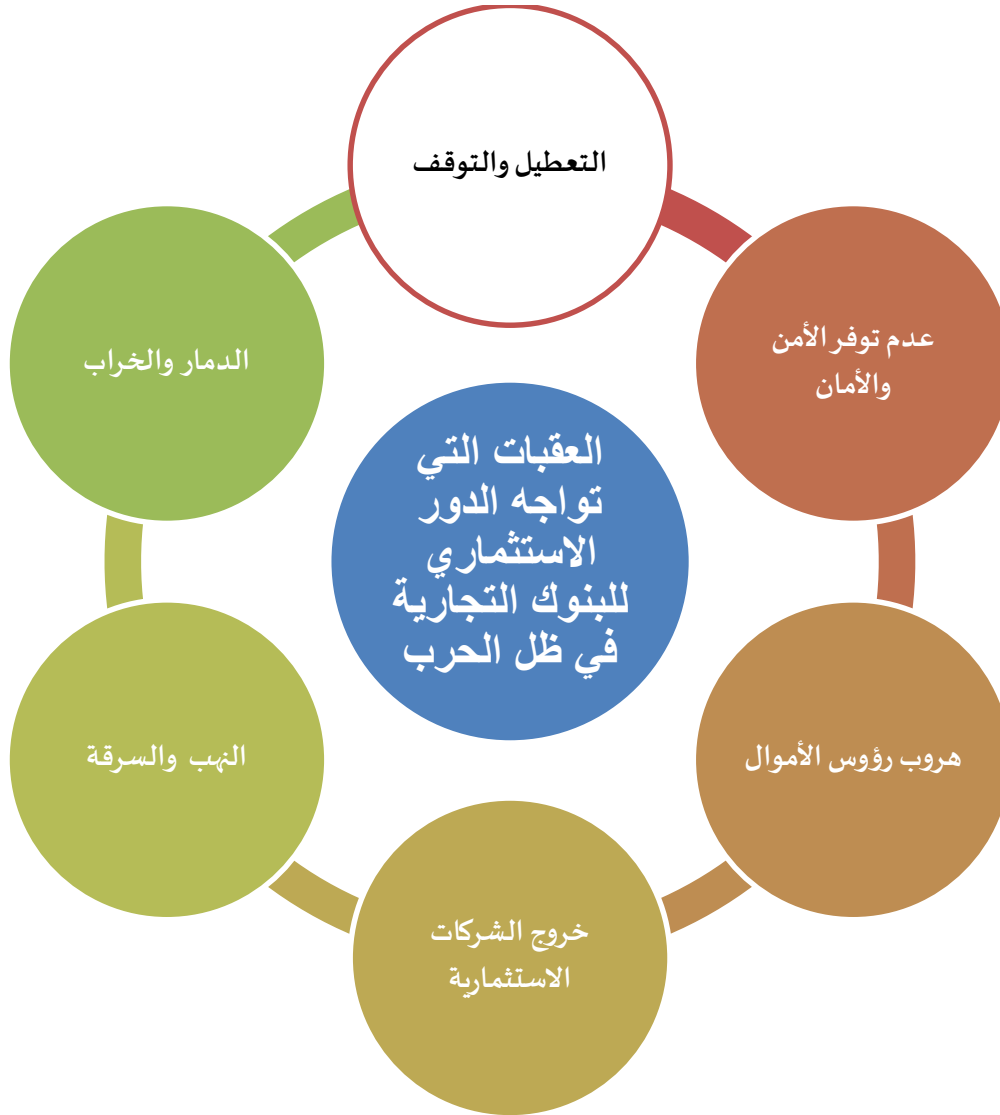 التعطيل والتوقف
عدم توفر الأمن
والأمان
هروب رؤوس الأموال
خروج الشركات
الاستثمارية
النهب والسرقة
الدمار والخراب
العقبات التي
تواجه الدور
الاستثماري
للبنوك التجارية
في ظل الحرب